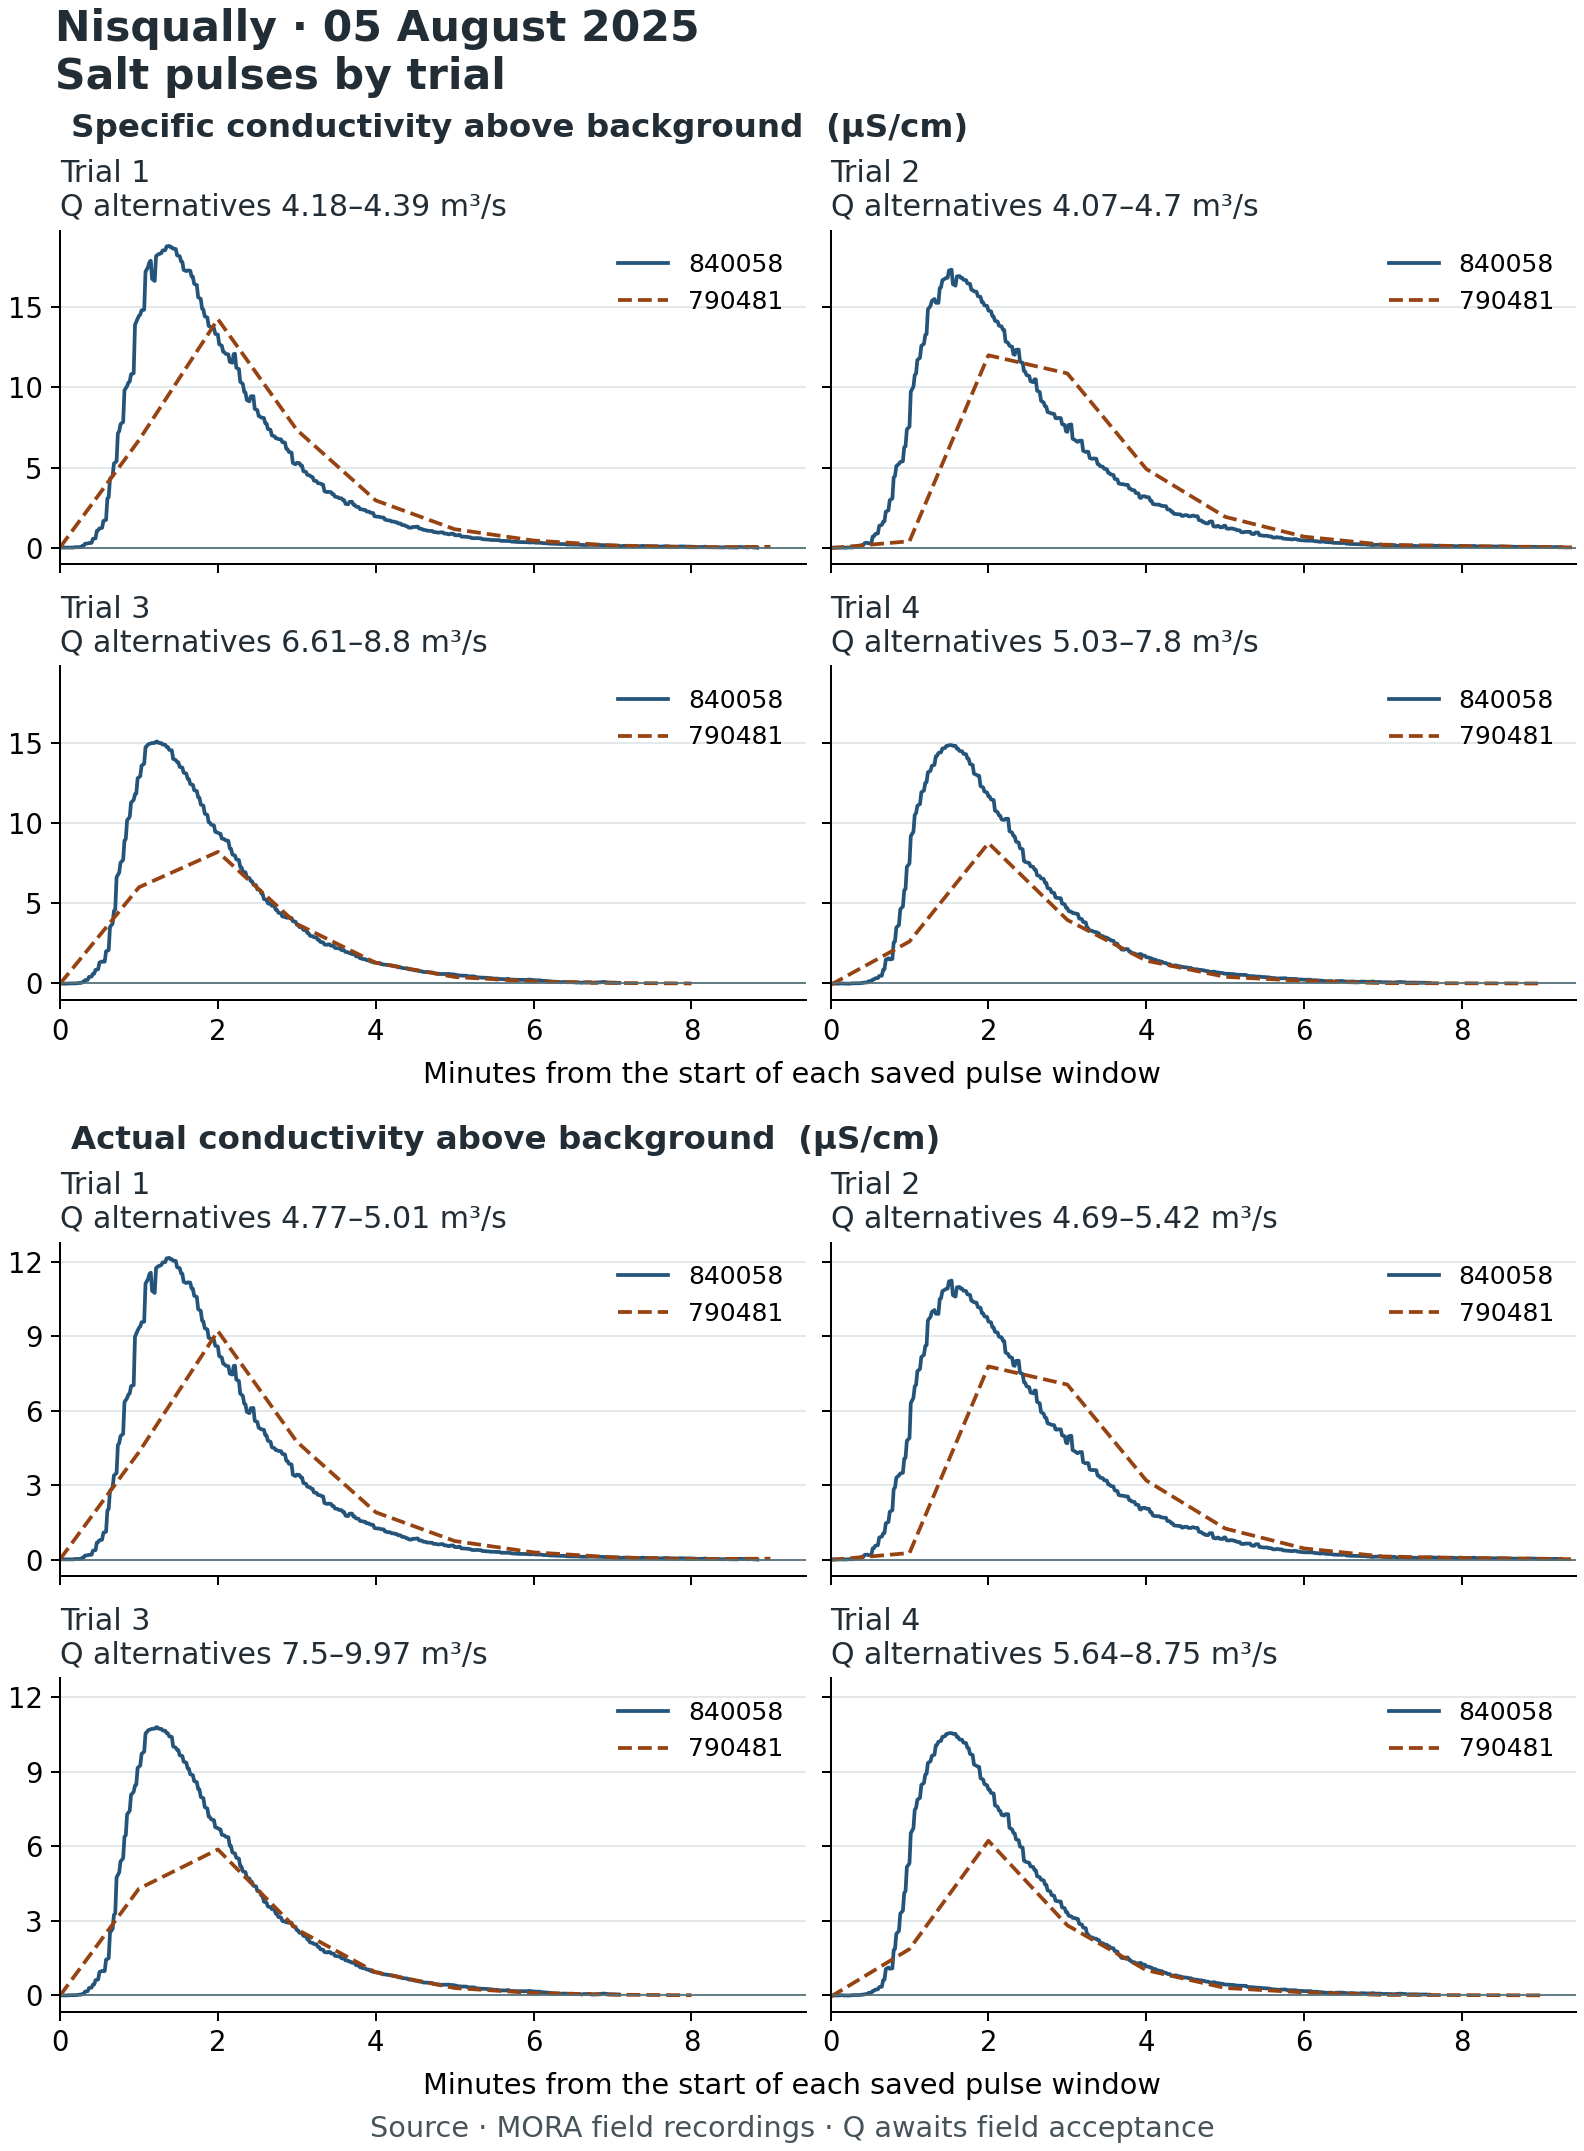 Nisqually · 05 August 2025
Salt pulses by trial
Specific conductivity above background (µS/cm)
Trial 1
Q alternatives 4.18–4.39 m³/s
840058
790481
15
10
5
0
Trial 2
Q alternatives 4.07–4.7 m³/s
840058
790481
Trial 3
Q alternatives 6.61–8.8 m³/s
840058
790481
15
10
5
0
0 2 4 6 8
Trial 4
Q alternatives 5.03–7.8 m³/s
840058
790481
0 2 4 6 8
Minutes from the start of each saved pulse window
Actual conductivity above background (µS/cm)
Trial 1
Q alternatives 4.77–5.01 m³/s
840058
790481
12
9
6
3
0
Trial 2
Q alternatives 4.69–5.42 m³/s
840058
790481
Trial 3
Q alternatives 7.5–9.97 m³/s
840058
790481
12
9
6
3
0
0 2 4 6 8
Trial 4
Q alternatives 5.64–8.75 m³/s
840058
790481
0 2 4 6 8
Minutes from the start of each saved pulse window
Source · MORA field recordings · Q awaits field acceptance